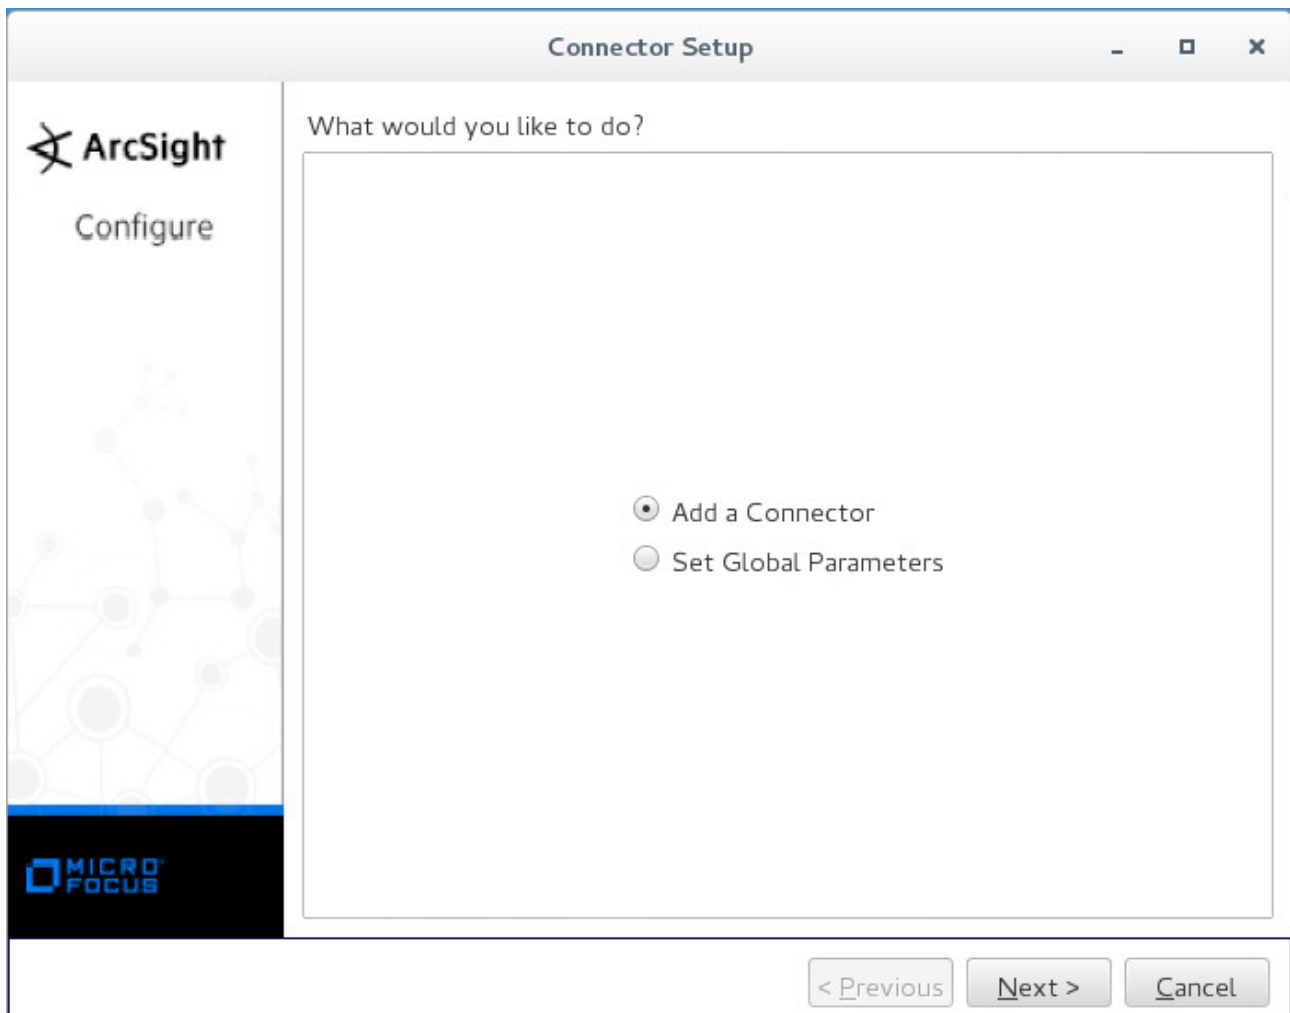 Connector Setup
ArcSight
Configure
What would you like to do?
Add a Connector
Set Global Parameters
MICRO
FOCUS
< Previous
Next >
Cancel